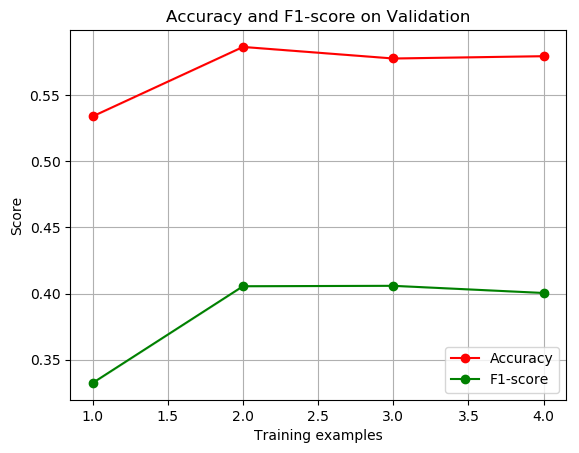 Accuracy and F1-score on Validation
Score
0.55
0.50
0.45
0.40
0.35
Accuracy
F1-score
1.0 1.5 2.0 2.5 3.0 3.5 4.0
Training examples